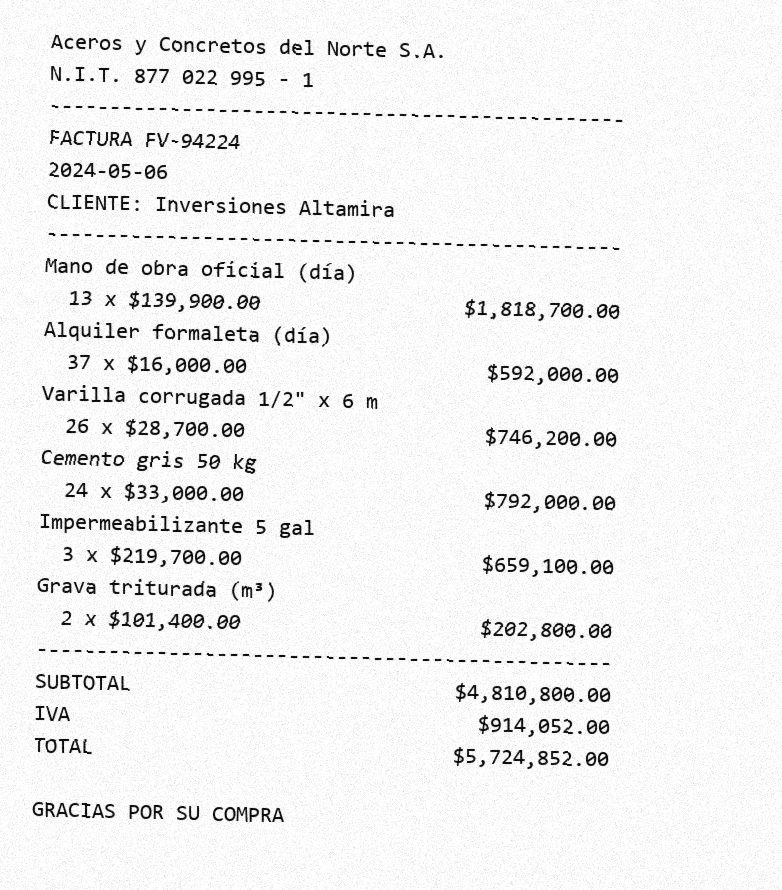 Aceros y Concretos del Norte S.A.
N.I.T. 877 022 995 - 1
------------------------------------------------
FACTURA FV-94224
2024-05-06
CLIENTE: Inversiones Altamira
------------------------------------------------
Mano de obra oficial (día)
13 x $139,900.00 $1,818,700.00
Alquiler formaleta (día)
37 x $16,000.00 $592,000.00
Varilla corrugada 1/2" x 6 m
26 x $28,700.00 $746,200.00
Cemento gris 50 kg
24 x $33,000.00 $792,000.00
Impermeabilizante 5 gal
3 x $219,700.00 $659,100.00
Grava triturada (m³)
2 x $101,400.00 $202,800.00
------------------------------------------------
SUBTOTAL $4,810,800.00
IVA $914,052.00
TOTAL $5,724,852.00
GRACIAS POR SU COMPRA